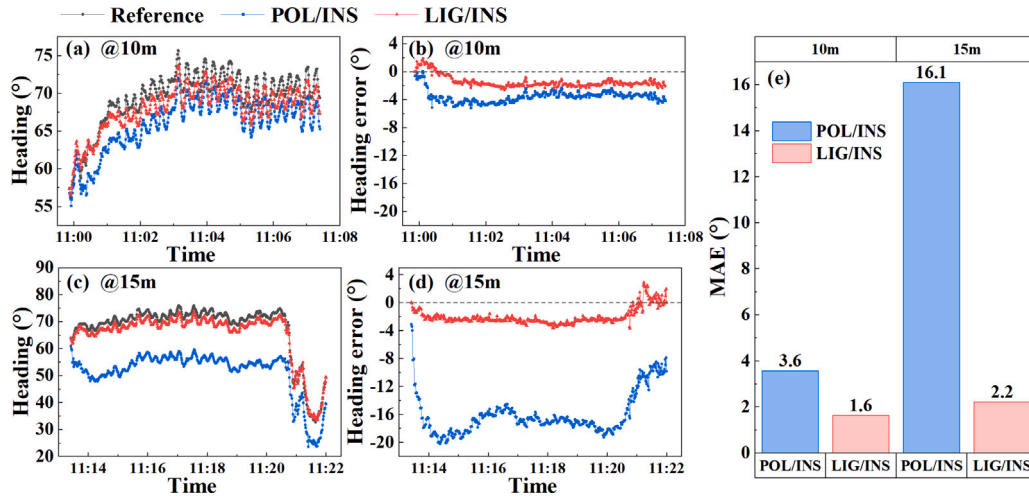 Reference POL/INS LIG/INS
(a) @10m
Heading (°)
75
70
65
60
55
11:00 11:02 11:04 11:06 11:08
Time
(b) @10m
Heading error (°)
4
0
-4
-8
-12
-16
-20
11:00 11:02 11:04 11:06 11:08
Time
(c) @15m
Heading (°)
90
80
70
60
50
40
30
20
11:14 11:16 11:18 11:20 11:22
Time
(d) @15m
Heading error (°)
4
0
-4
-8
-12
-16
-20
11:14 11:16 11:18 11:20 11:22
Time
10m 15m
(e)
POL/INS
LIG/INS
MAE (°)
16
14
12
10
8
6
4
2
0
3.6
1.6
16.1
2.2
POL/INS LIG/INS POL/INS LIG/INS